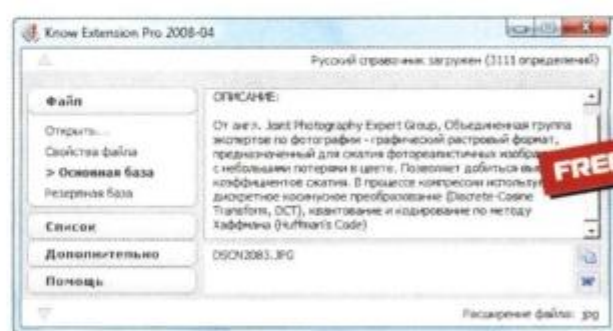 Know Extension Pro 2008-04
Русский справочник загружен (3111 определений)
Файл
Открыть...
Свойства файла
> Основная база
Резервная база
Список
Дополнительно
Помощь
ОПИСАНИЕ:
От англ. Joint Photography Expert Group, Объединенная группа
экспертов по фотографии - графический растровый формат,
предназначенный для сжатия фотореалистичных изобра
с небольшими потерями в цвете. Позволяет добиться вы
коэффициентов сжатия. В процессе компрессии использу
дискретное косинусное преобразование (Discrete-Cosine
Transform, DCT), квантование и кодирование по методу
Хаффмана (Huffman's Code)
FREE
DSCN2083.JPG
Расширение файла: jpg